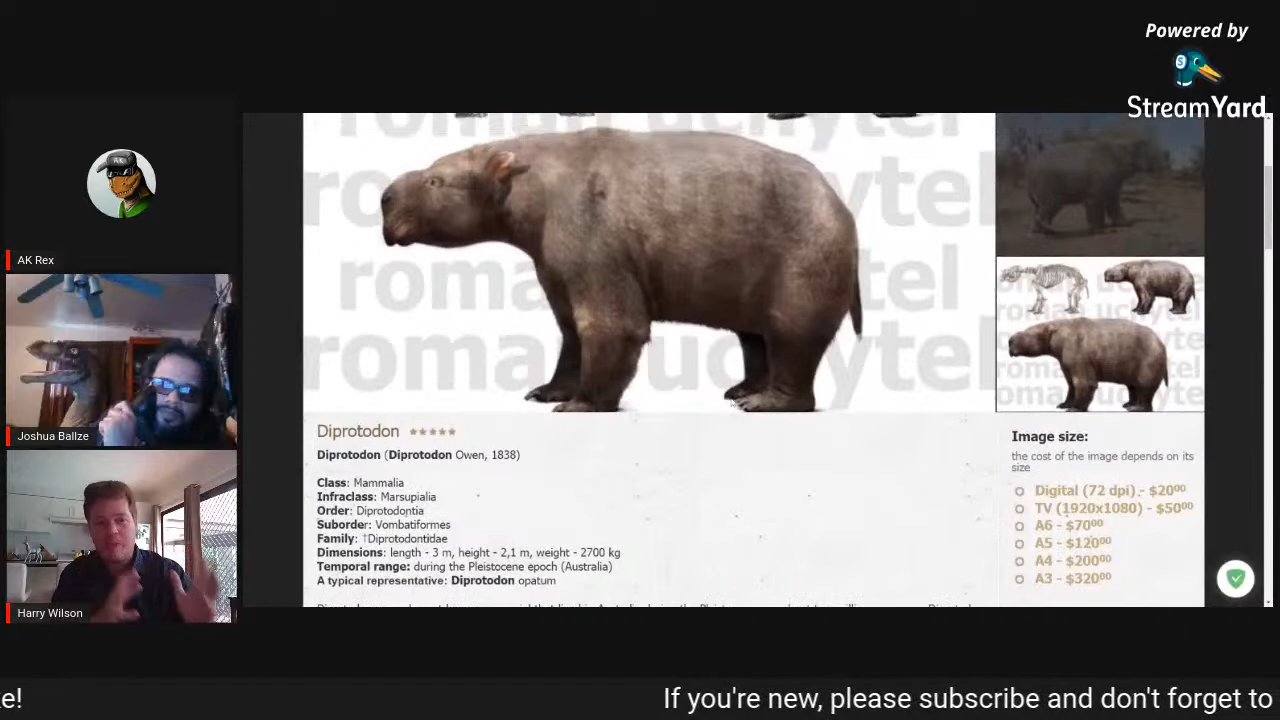 Powered by
StreamYard
AK
AK Rex
Joshua Ballze
Harry Wilson
roman uchytel
Diprotodon ★★★★★
Diprotodon (Diprotodon Owen, 1838)
Class: Mammalia
Infraclass: Marsupialia
Order: Diprotodontia
Suborder: Vombatiformes
Family: †Diprotodontidae
Dimensions: length - 3 m, height - 2,1 m, weight - 2700 kg
Temporal range: during the Pleistocene epoch (Australia)
A typical representative: Diprotodon opatum
Image size:
the cost of the image depends on its
size
Digital (72 dpi) - $20⁰⁰
TV (1920x1080) - $50⁰⁰
A6 - $70⁰⁰
A5 - $120⁰⁰
A4 - $200⁰⁰
A3 - $320⁰⁰
e! If you're new, please subscribe and don't forget to